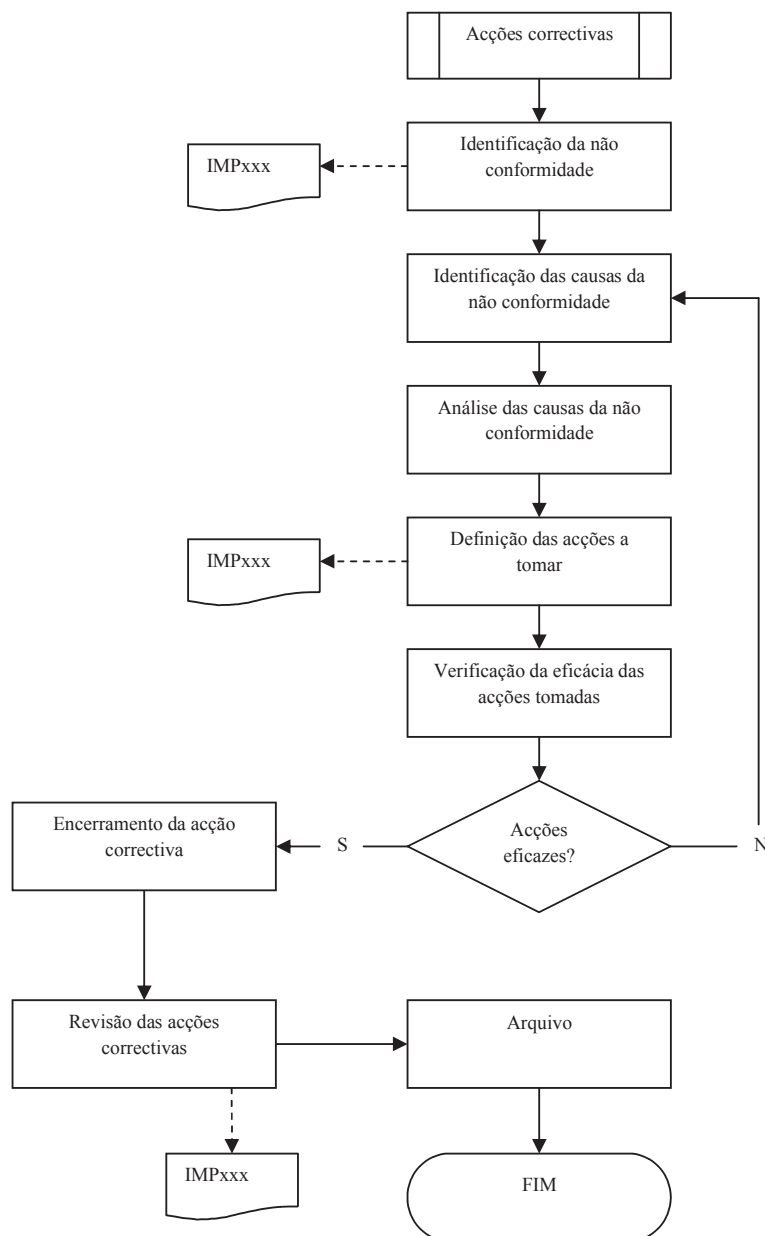 Acções correctivas
Identificação da não
conformidade
IMPxxx
Identificação das causas da
não conformidade
Análise das causas da não
conformidade
Definição das acções a
tomar
IMPxxx
Verificação da eficácia das
acções tomadas
Acções
eficazes?
S
N
Encerramento da acção
correctiva
Revisão das acções
correctivas
Arquivo
IMPxxx
FIM